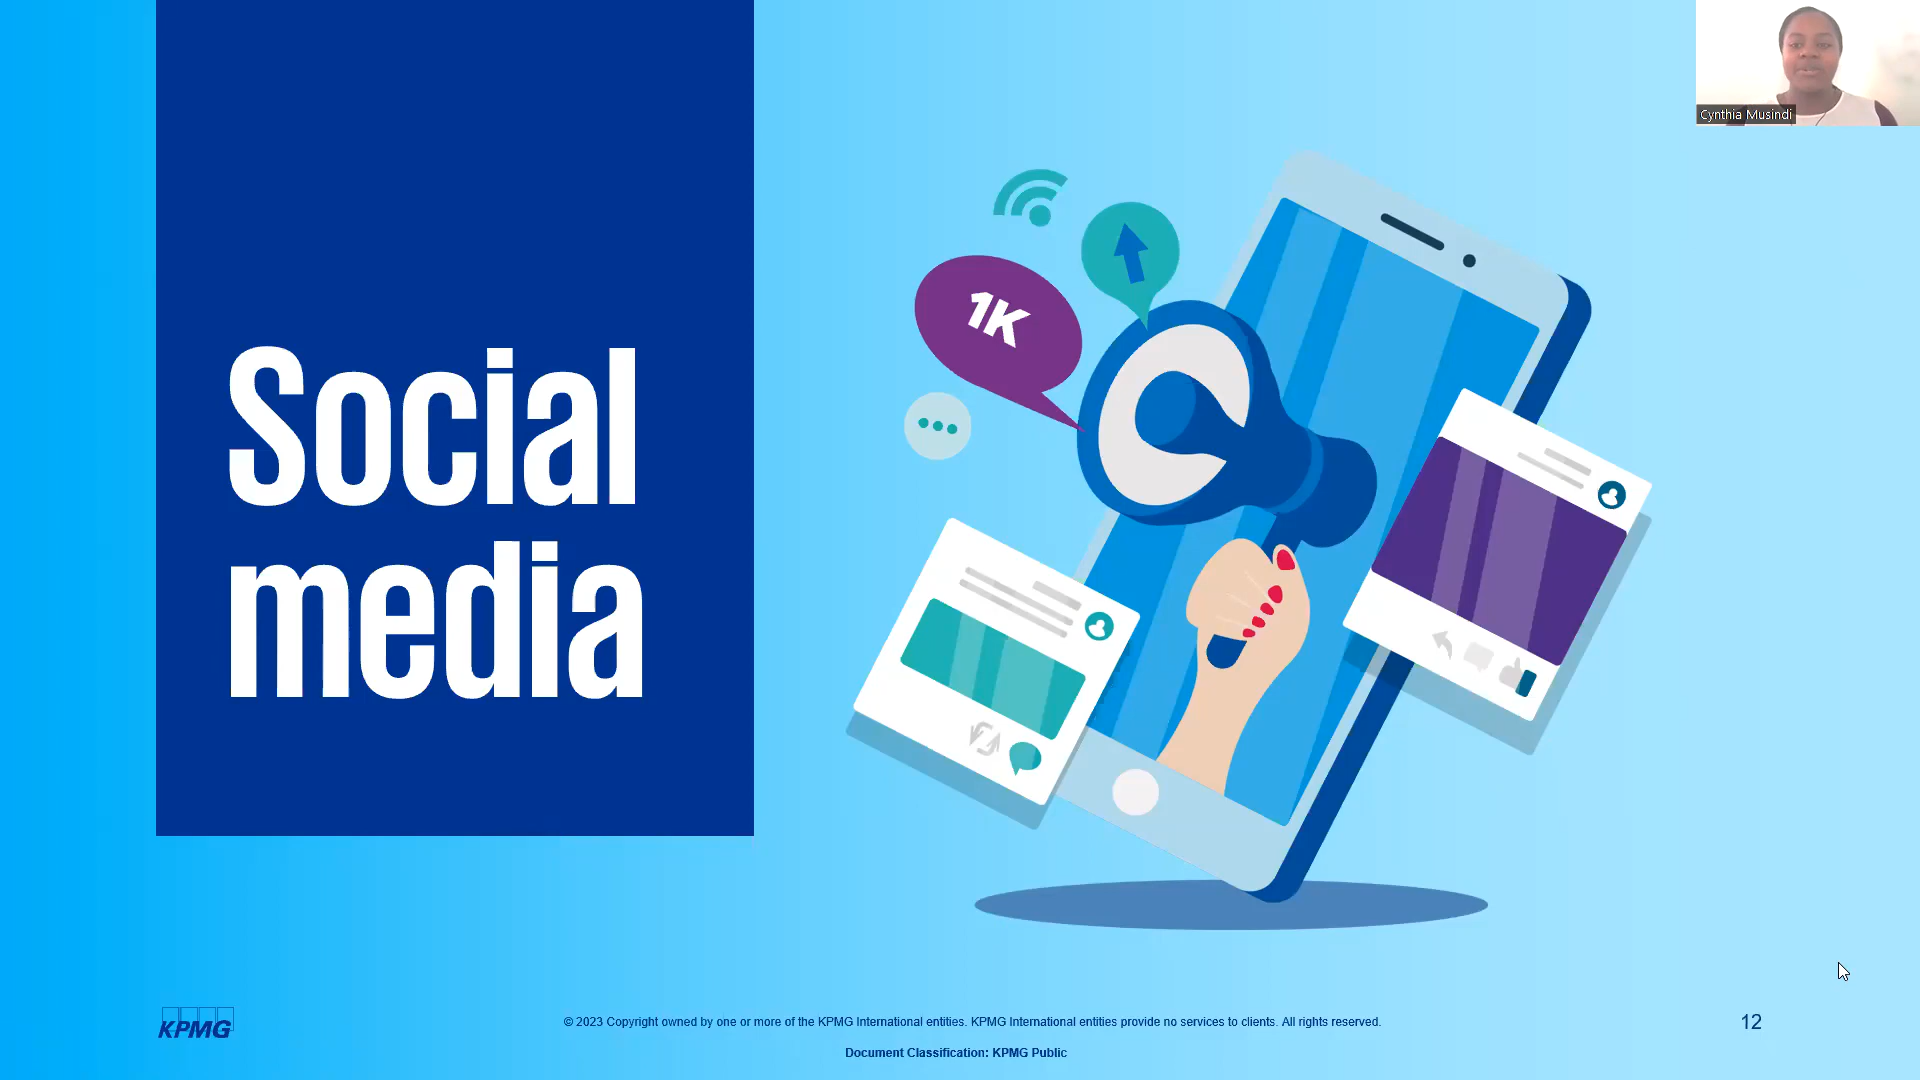 Cynthia Musindi
1K
Social
media
KPMG
© 2023 Copyright owned by one or more of the KPMG International entities. KPMG International entities provide no services to clients. All rights reserved.
12
Document Classification: KPMG Public